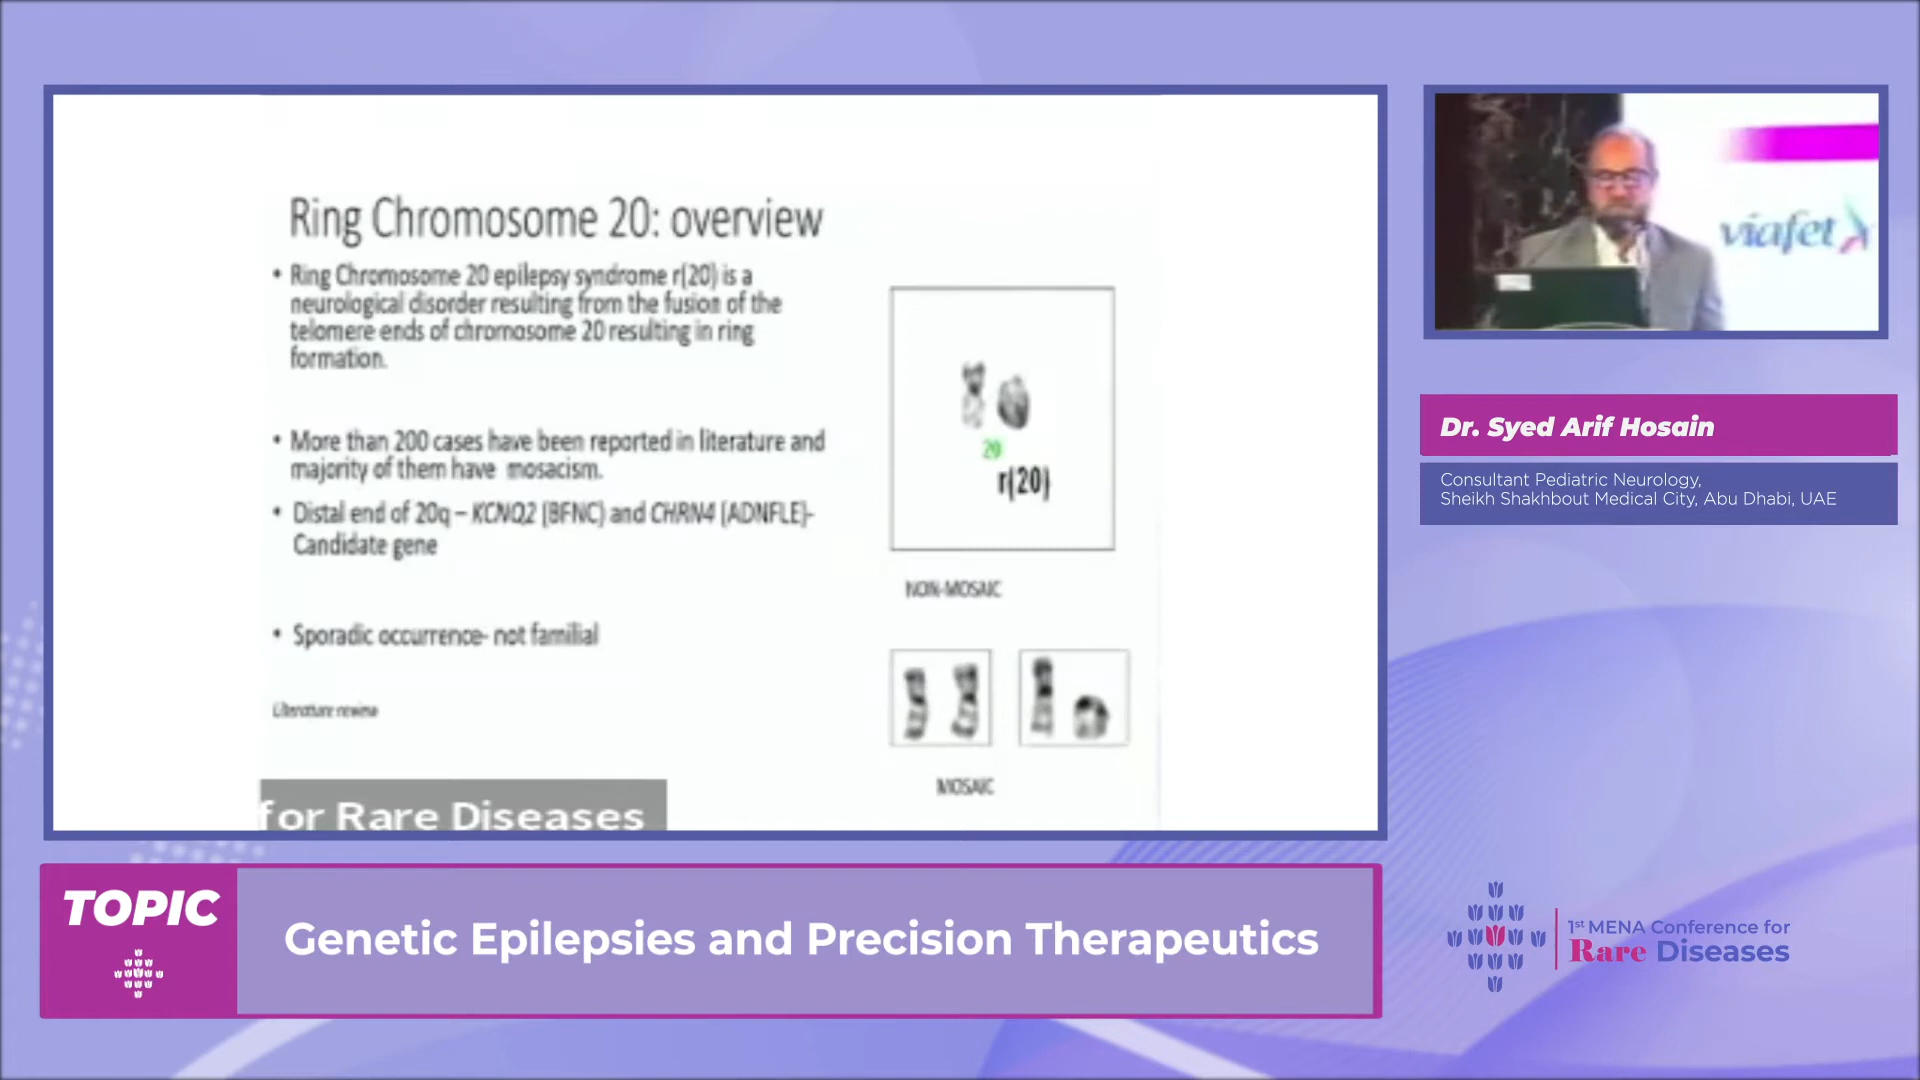 Ring Chromosome 20: overview
• Ring Chromosome 20 epilepsy syndrome r(20) is a
neurological disorder resulting from the fusion of the
telomere ends of chromosome 20 resulting in ring
formation.
• More than 200 cases have been reported in literature and
majority of them have mosacism.
• Distal end of 20q – KCNQ2 (BFNC) and CHRN4 (ADNFLE)-
Candidate gene
• Sporadic occurrence- not familial
Literature review
20
r(20)
NON-MOSAIC
MOSAIC
for Rare Diseases
viafet
Dr. Syed Arif Hosain
Consultant Pediatric Neurology,
Sheikh Shakhbout Medical City, Abu Dhabi, UAE
TOPIC
Genetic Epilepsies and Precision Therapeutics
1st MENA Conference for
Rare Diseases